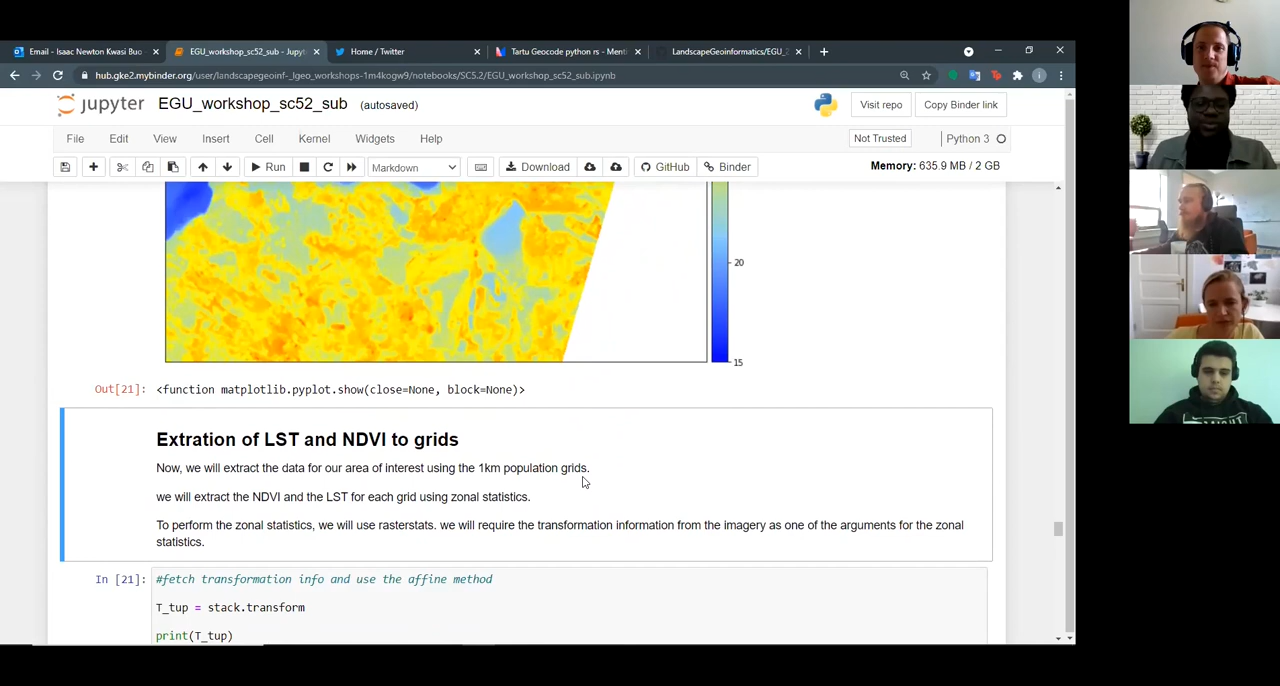 Email - Isaac Newton Kwasi Buo -
EGU_workshop_sc52_sub - Jupyt
Home / Twitter
Tartu Geocode python rs - Menti
LandscapeGeoinformatics/EGU_2
hub.gke2.mybinder.org/user/landscapegeoinf-_lgeo_workshops-1m4kogw9/notebooks/SC5.2/EGU_workshop_sc52_sub.ipynb
jupyter EGU_workshop_sc52_sub (autosaved)
Visit repo
Copy Binder link
File Edit View Insert Cell Kernel Widgets Help
Not Trusted
Python 3
Run
Markdown
Download
GitHub
Binder
Memory: 635.9 MB / 2 GB
20
15
Out[21]: <function matplotlib.pyplot.show(close=None, block=None)>
Extration of LST and NDVI to grids
Now, we will extract the data for our area of interest using the 1km population grids.
we will extract the NDVI and the LST for each grid using zonal statistics.
To perform the zonal statistics, we will use rasterstats. we will require the transformation information from the imagery as one of the arguments for the zonal
statistics.
In [21]: #fetch transformation info and use the affine method
T_tup = stack.transform
print(T_tup)